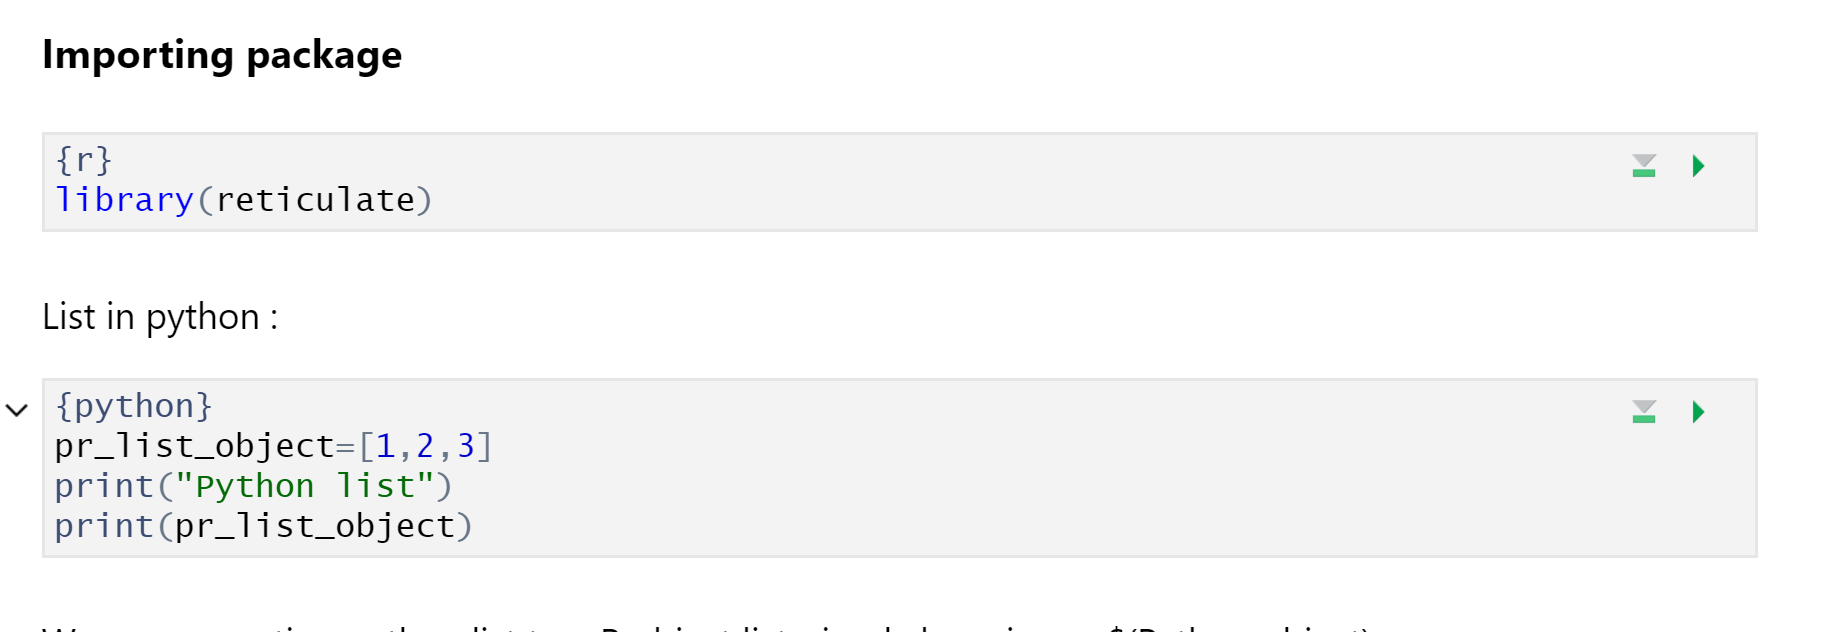 Importing package
{r}
library(reticulate)
List in python :
{python}
pr_list_object=[1,2,3]
print("Python list")
print(pr_list_object)